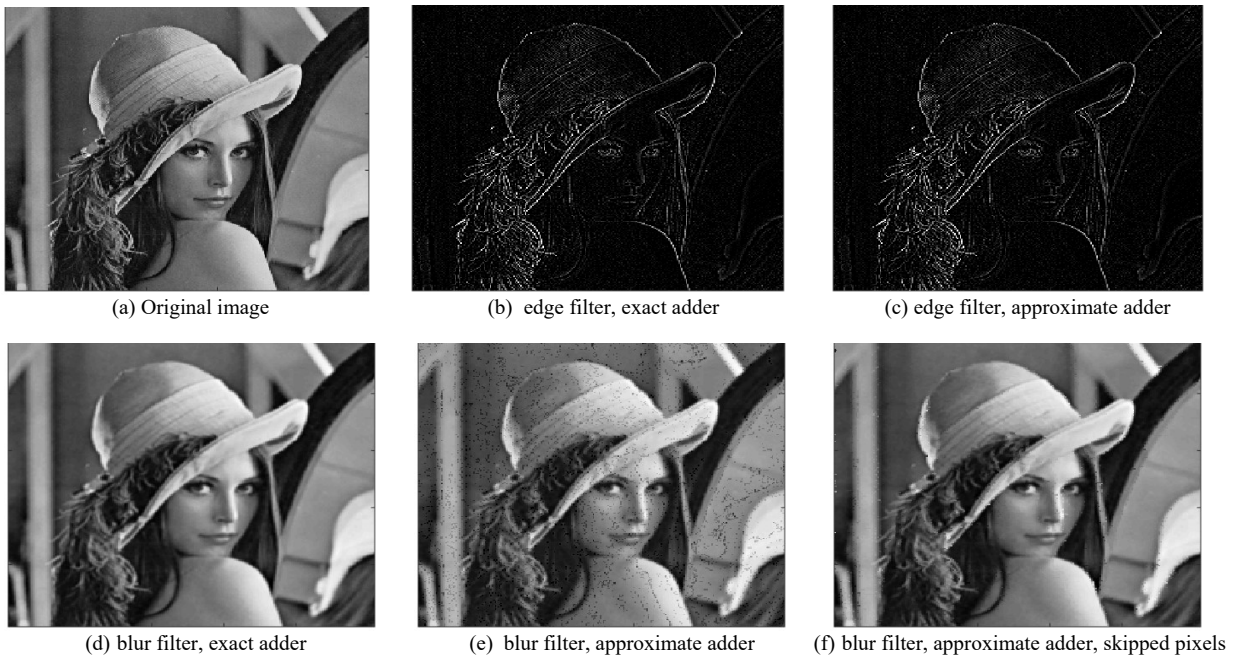 (a) Original image
(b) edge filter, exact adder
(c) edge filter, approximate adder
(d) blur filter, exact adder
(e) blur filter, approximate adder
(f) blur filter, approximate adder, skipped pixels